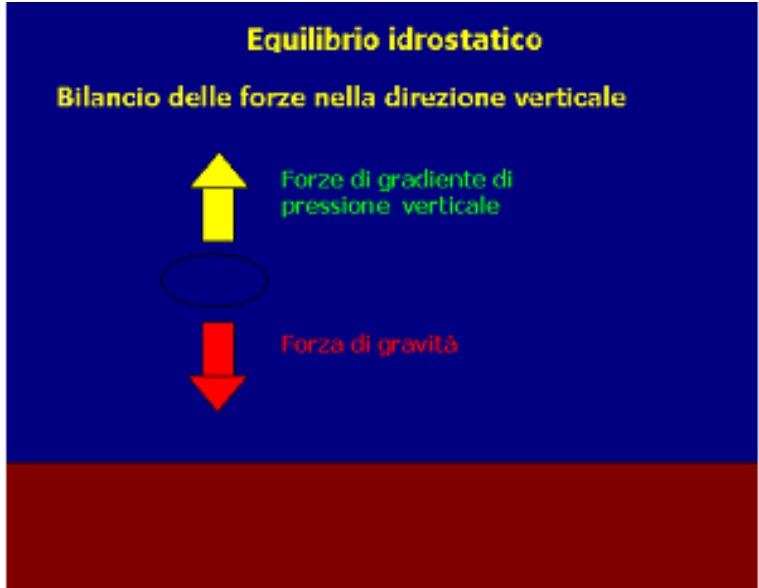 Equilibrio idrostatico
Bilancio delle forze nella direzione verticale
Forze di gradiente di
pressione verticale
Forza di gravità